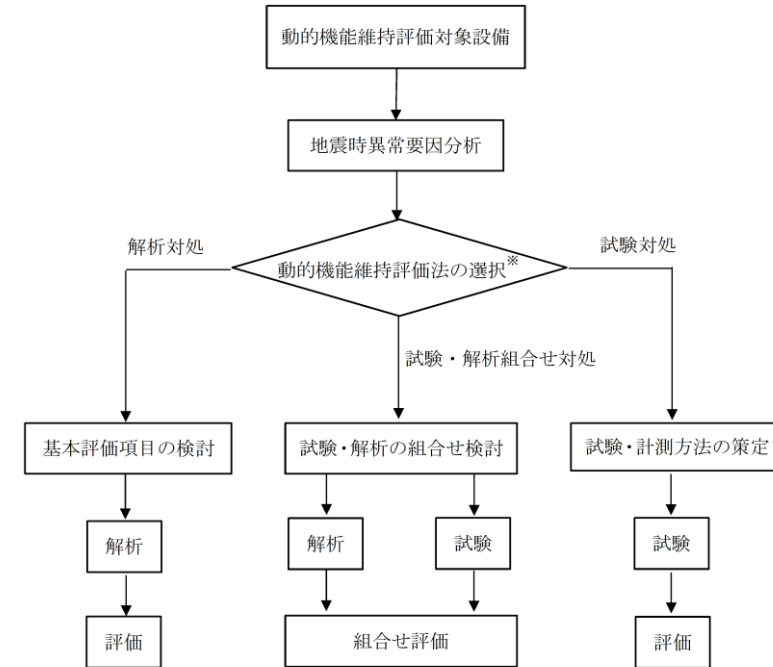 動的機能維持評価対象設備
地震時異常要因分析
解析対処
試験対処
動的機能維持評価法の選択※
試験・解析組合せ対処
基本評価項目の検討
試験・解析の組合せ検討
試験・計測方法の策定
解析
解析
試験
試験
評価
組合せ評価
評価